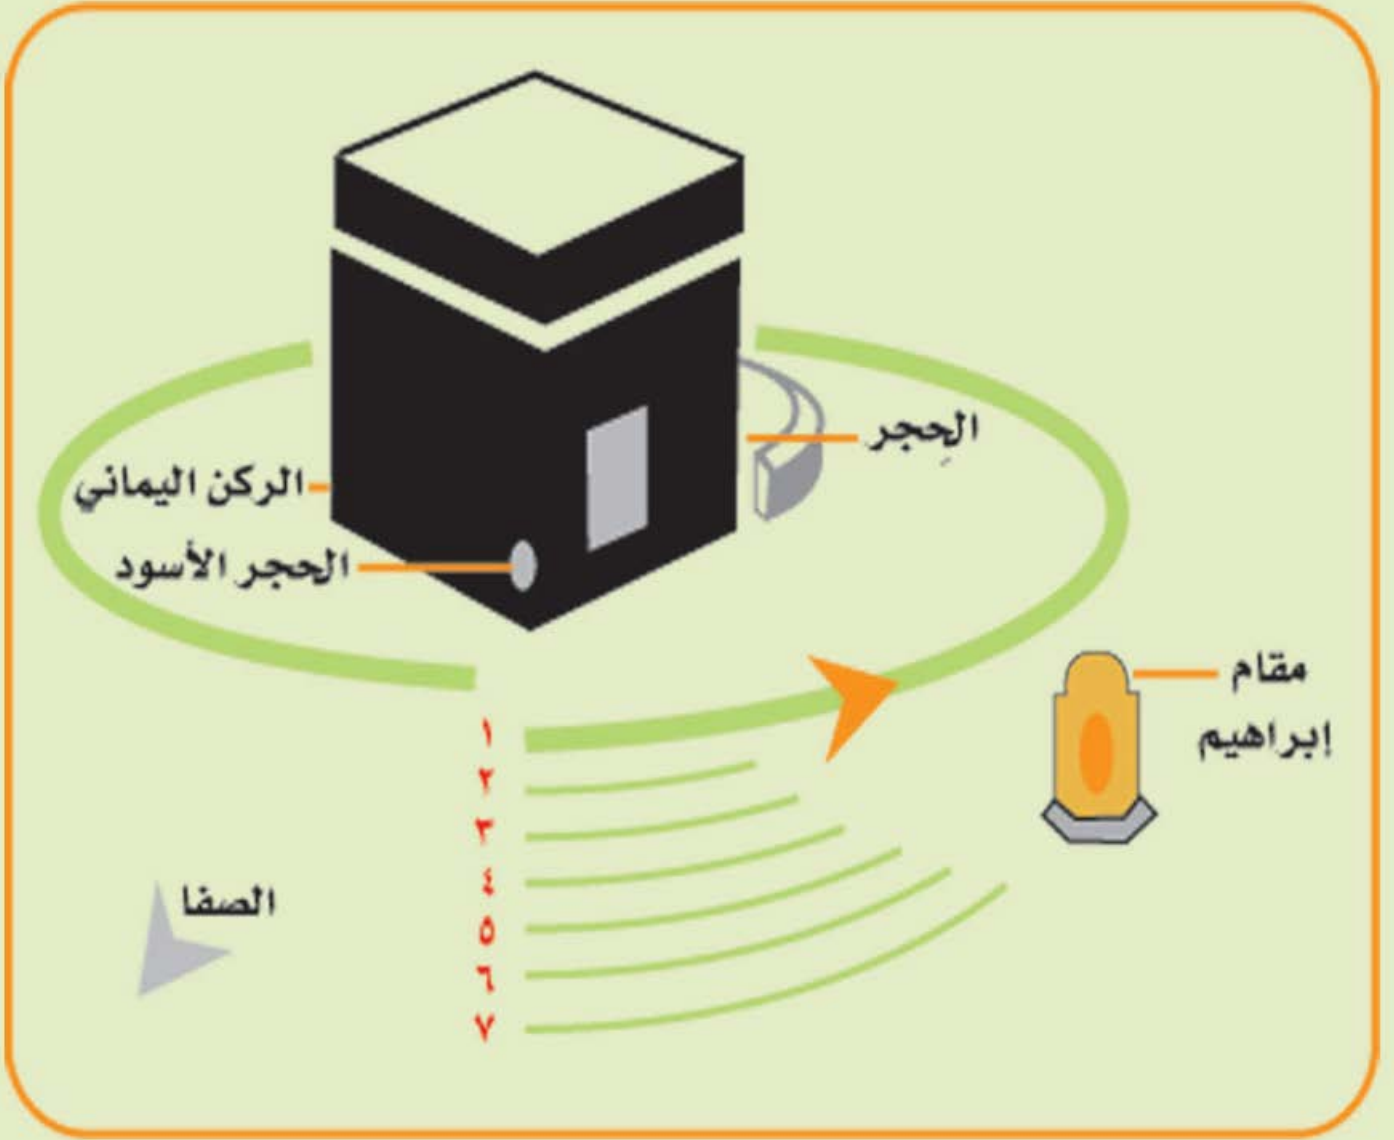 الحِجر
الركن اليماني
الحجر الأسود
مقام
إبراهيم
١
٢
٣
٤
٥
٦
٧
الصفا